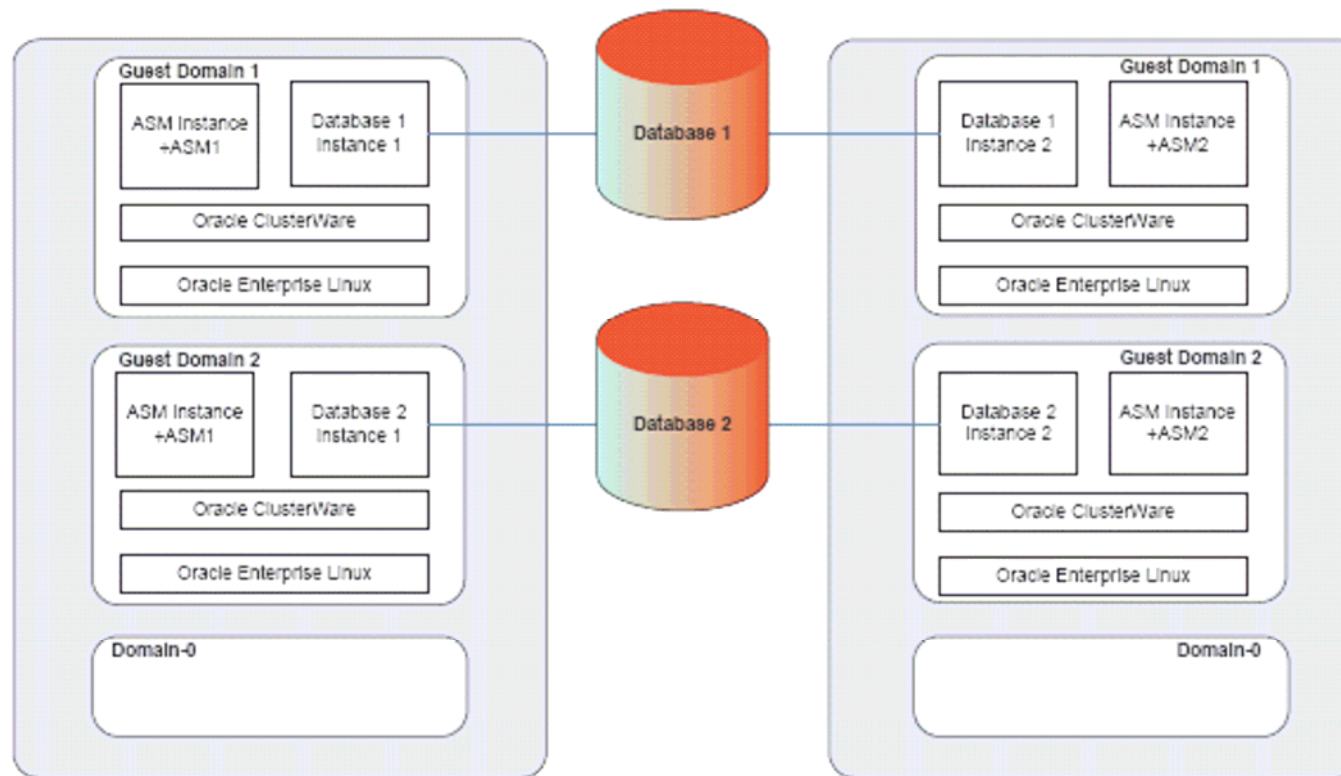 Guest Domain 1
ASM Instance
+ASM1
Database 1
Instance 1
Oracle ClusterWare
Oracle Enterprise Linux
Guest Domain 2
ASM Instance
+ASM1
Database 2
Instance 1
Oracle ClusterWare
Oracle Enterprise Linux
Domain-0
Database 1
Database 2
Guest Domain 1
Database 1
Instance 2
ASM Instance
+ASM2
Oracle ClusterWare
Oracle Enterprise Linux
Guest Domain 2
Database 2
Instance 2
ASM Instance
+ASM2
Oracle ClusterWare
Oracle Enterprise Linux
Domain-0